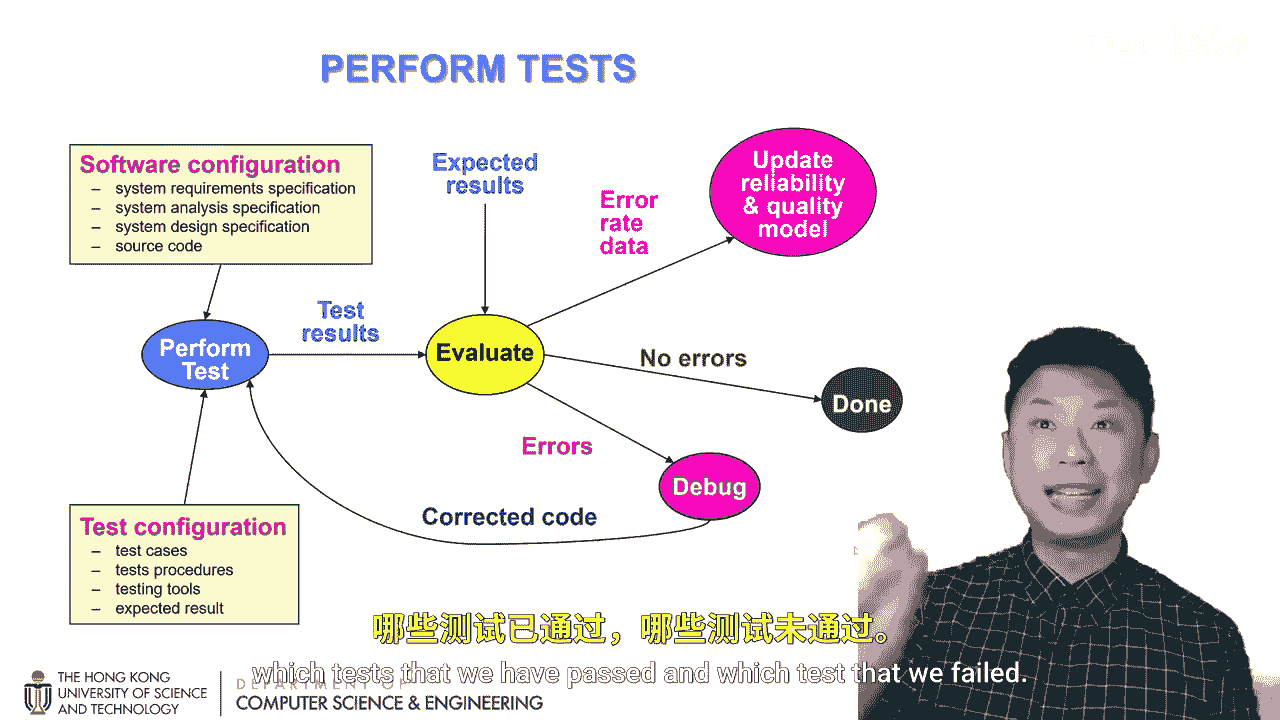 PERFORM TESTS
Software configuration
– system requirements specification
– system analysis specification
– system design specification
– source code
Expected
results
Error
rate
data
Update
reliability
& quality
model
Test
results
Perform
Test
Evaluate
No errors
Done
Errors
Debug
Corrected code
Test configuration
– test cases
– tests procedures
– testing tools
– expected result
哪些测试已通过，哪些测试未通过。
which tests that we have passed and which test that we failed.
THE HONG KONG
UNIVERSITY OF SCIENCE
AND TECHNOLOGY
DEPARTMENT OF
COMPUTER SCIENCE & ENGINEERING